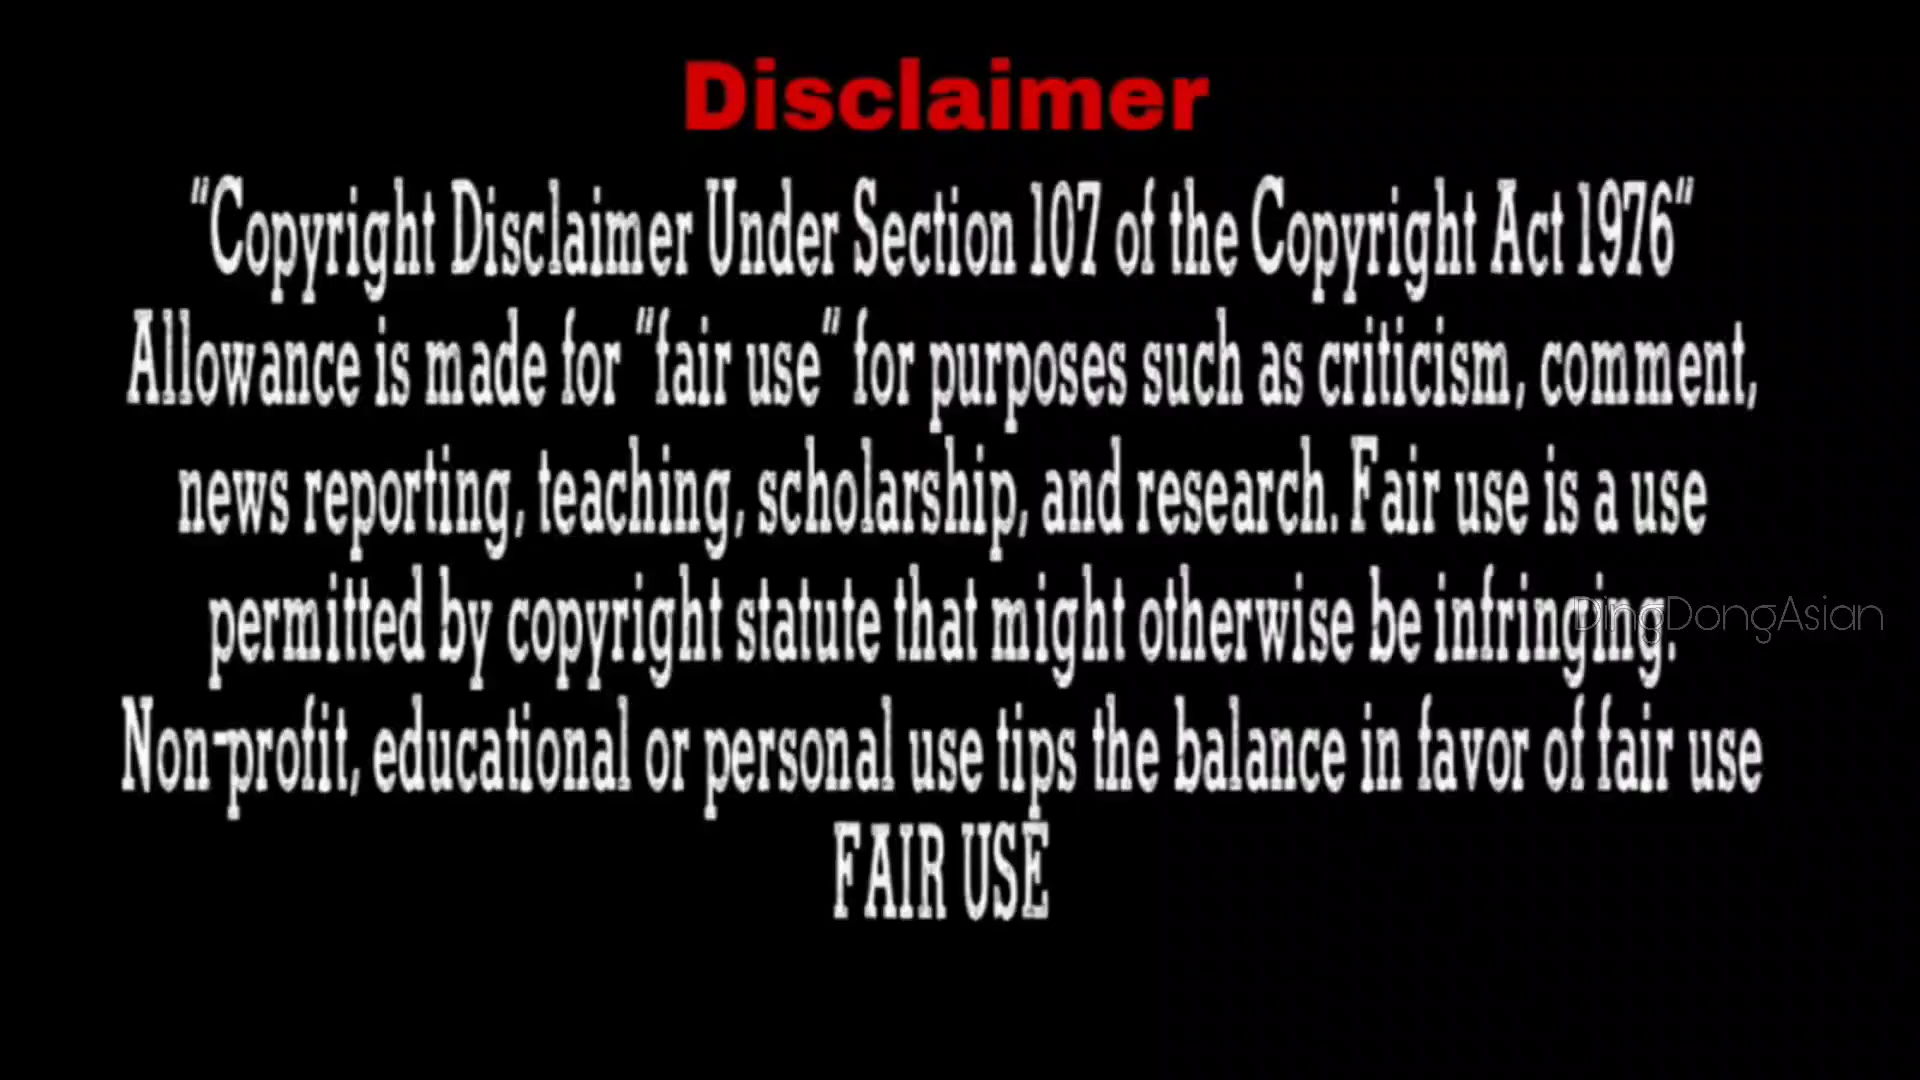 Disclaimer
"Copyright Disclaimer Under Section 107 of the Copyright Act 1976"
Allowance is made for "fair use" for purposes such as criticism, comment,
news reporting, teaching, scholarship, and research. Fair use is a use
permitted by copyright statute that might otherwise be infringing.
DingDongAsian
Non-profit, educational or personal use tips the balance in favor of fair use
FAIR USE